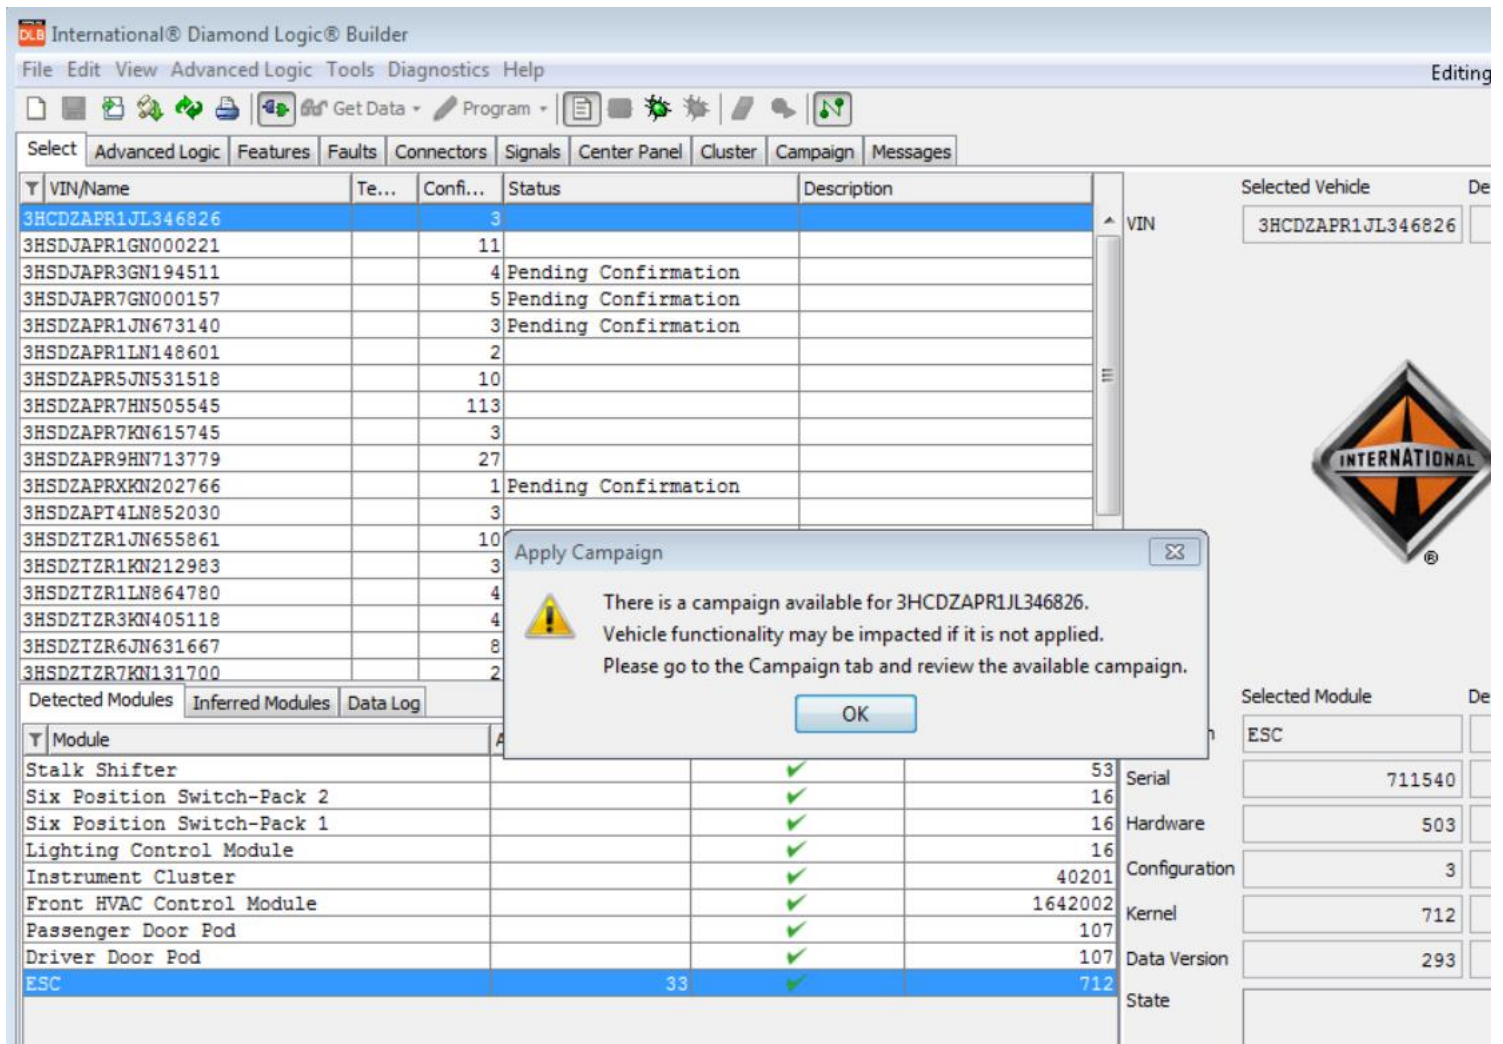 DLB International® Diamond Logic® Builder
File Edit View Advanced Logic Tools Diagnostics Help
Editing
Get Data Program
Select Advanced Logic Features Faults Connectors Signals Center Panel Cluster Campaign Messages
VIN/Name Te... Confi... Status Description
3HCDZAPR1JL346826 3
3HSDJAPR1GN000221 11
3HSDJAPR3GN194511 4 Pending Confirmation
3HSDJAPR7GN000157 5 Pending Confirmation
3HSDZAPR1JN673140 3 Pending Confirmation
3HSDZAPR1LN148601 2
3HSDZAPR5JN531518 10
3HSDZAPR7HN505545 113
3HSDZAPR7KN615745 3
3HSDZAPR9HN713779 27
3HSDZAPRXKN202766 1 Pending Confirmation
3HSDZAPT4LN852030 3
3HSDZTZR1JN655861 10
3HSDZTZR1KN212983 3
3HSDZTZR1LN864780 4
3HSDZTZR3KN405118 4
3HSDZTZR6JN631667 8
3HSDZTZR7KN131700 2
Selected Vehicle De
VIN 3HCDZAPR1JL346826
INTERNATIONAL
®
Apply Campaign
There is a campaign available for 3HCDZAPR1JL346826.
Vehicle functionality may be impacted if it is not applied.
Please go to the Campaign tab and review the available campaign.
OK
Detected Modules Inferred Modules Data Log
Module A
Stalk Shifter 53
Six Position Switch-Pack 2 16
Six Position Switch-Pack 1 16
Lighting Control Module 16
Instrument Cluster 40201
Front HVAC Control Module 1642002
Passenger Door Pod 107
Driver Door Pod 107
ESC 33 712
Selected Module De
n ESC
Serial 711540
Hardware 503
Configuration 3
Kernel 712
Data Version 293
State